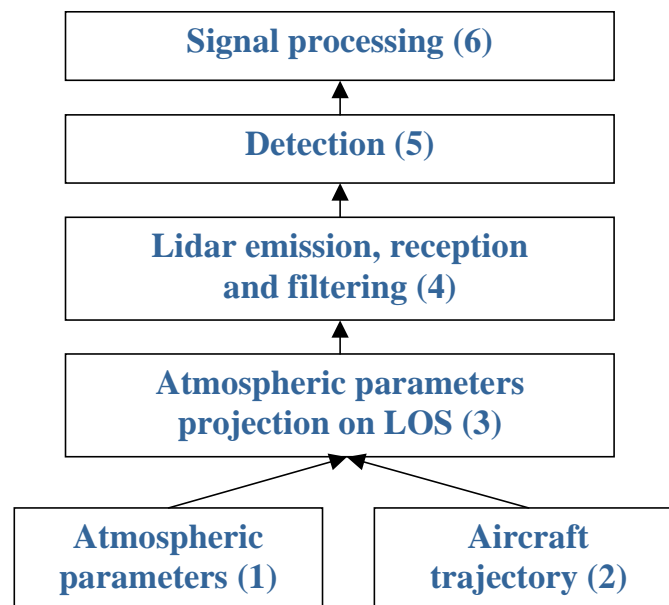 Signal processing (6)
Detection (5)
Lidar emission, reception
and filtering (4)
Atmospheric parameters
projection on LOS (3)
Atmospheric
parameters (1)
Aircraft
trajectory (2)